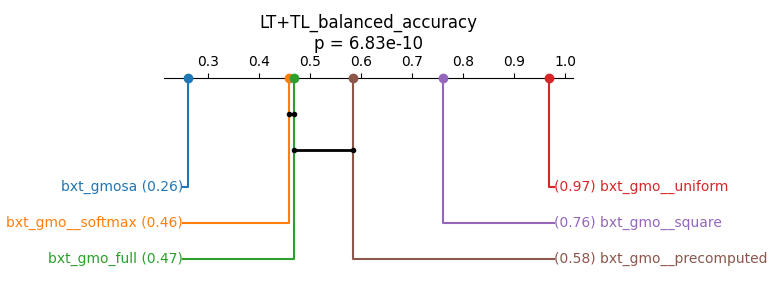 LT+TL_balanced_accuracy
p = 6.83e-10
0.3 0.4 0.5 0.6 0.7 0.8 0.9 1.0
bxt_gmosa (0.26)
(0.97) bxt_gmo__uniform
bxt_gmo__softmax (0.46)
(0.76) bxt_gmo__square
bxt_gmo_full (0.47)
(0.58) bxt_gmo__precomputed